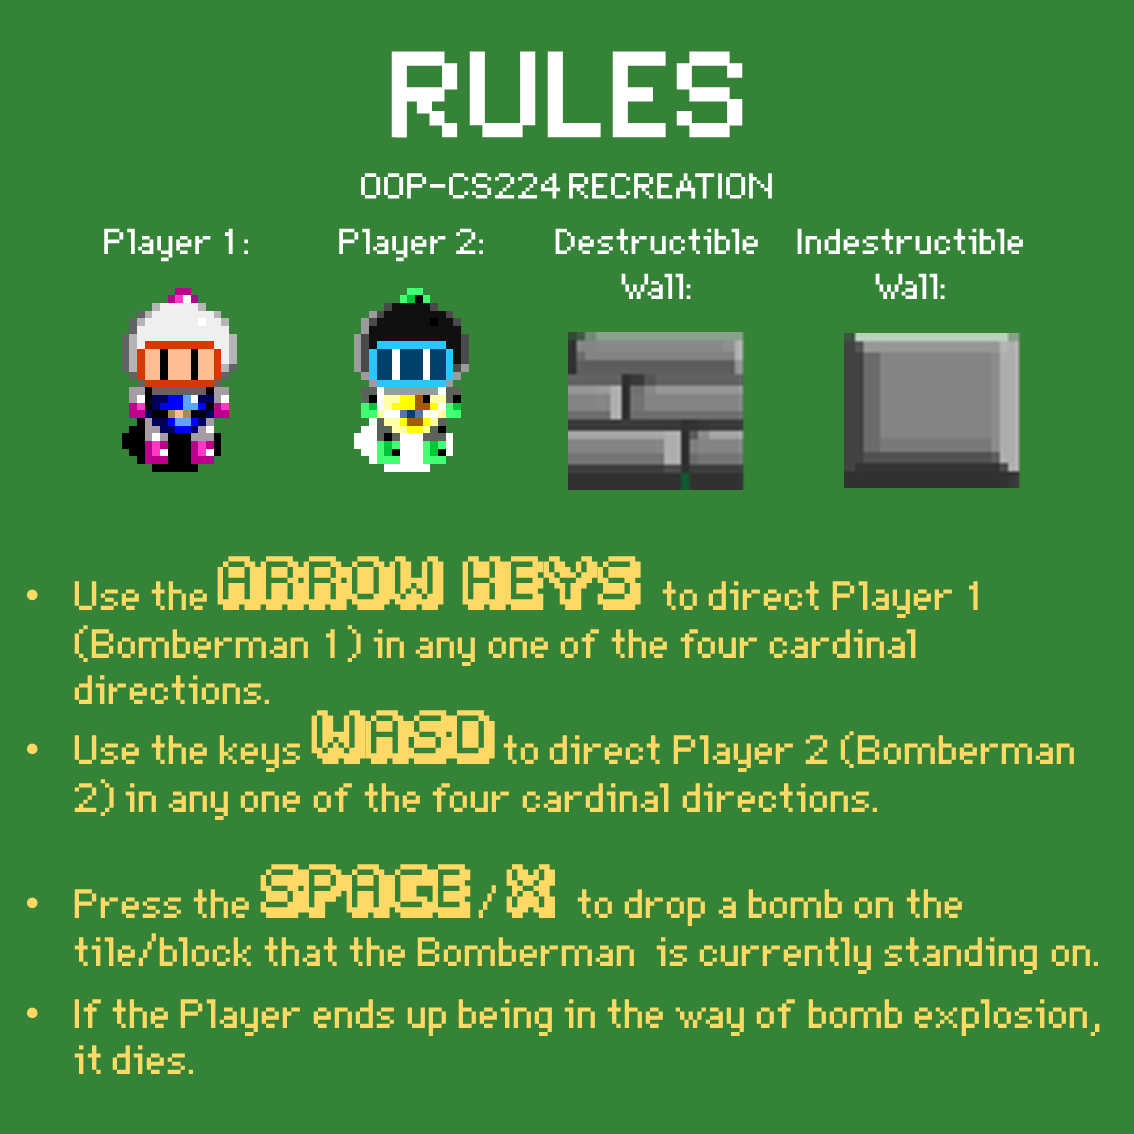 RULES
OOP-CS224 RECREATION
Player 1:
Player 2:
Destructible
Wall:
Indestructible
Wall:
• Use the ARROW KEYS to direct Player 1
(Bomberman 1) in any one of the four cardinal
directions.
• Use the keys WASD to direct Player 2 (Bomberman
2) in any one of the four cardinal directions.
• Press the SPACE/ X to drop a bomb on the
tile/block that the Bomberman is currently standing on.
• If the Player ends up being in the way of bomb explosion,
it dies.